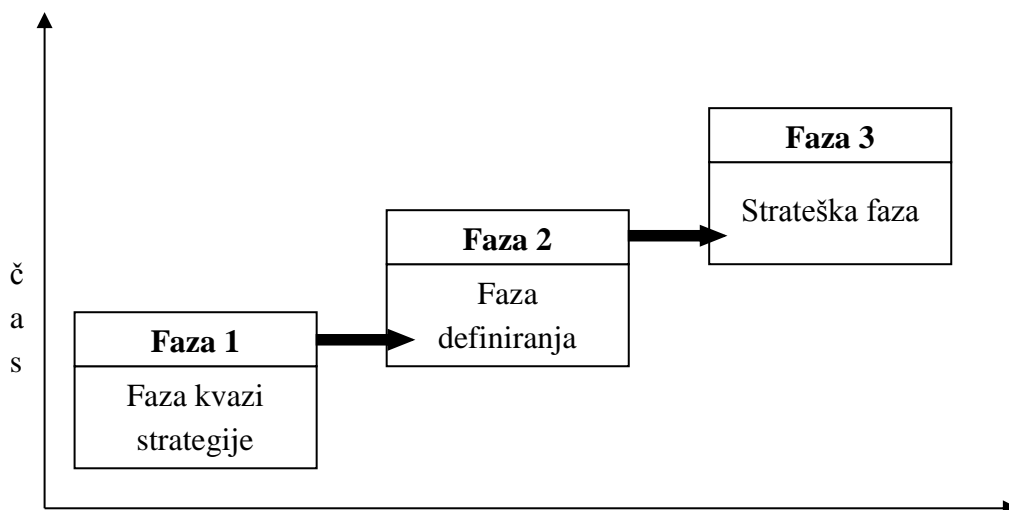 Faza 3
Strateška faza
Faza 2
Faza
definiranja
Faza 1
Faza kvazi
strategije
č
a
s